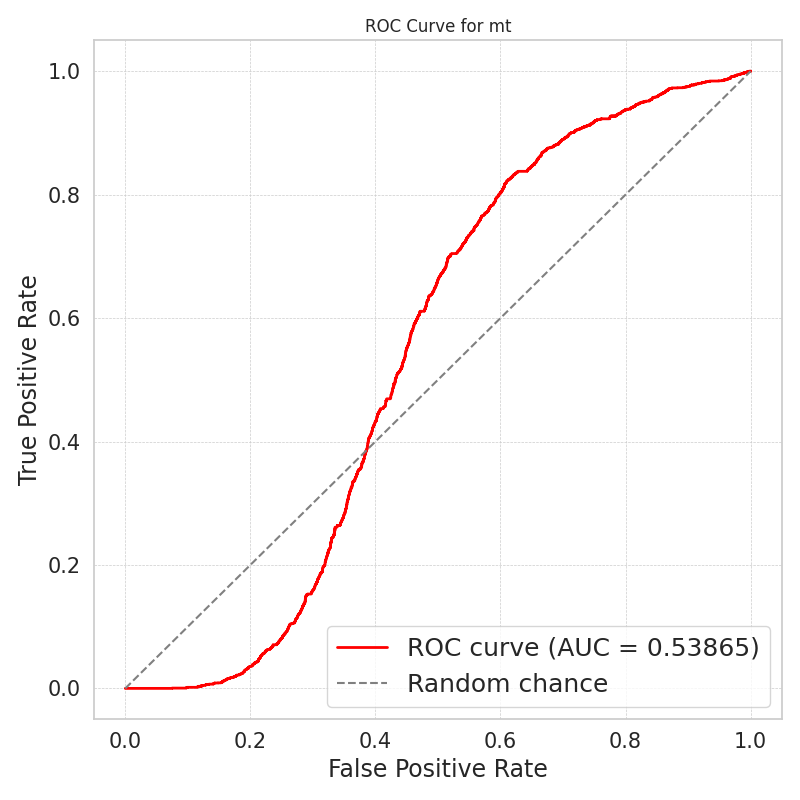 ROC Curve for mt
True Positive Rate
1.0
0.8
0.6
0.4
0.2
0.0
ROC curve (AUC = 0.53865)
Random chance
0.0 0.2 0.4 0.6 0.8 1.0
False Positive Rate